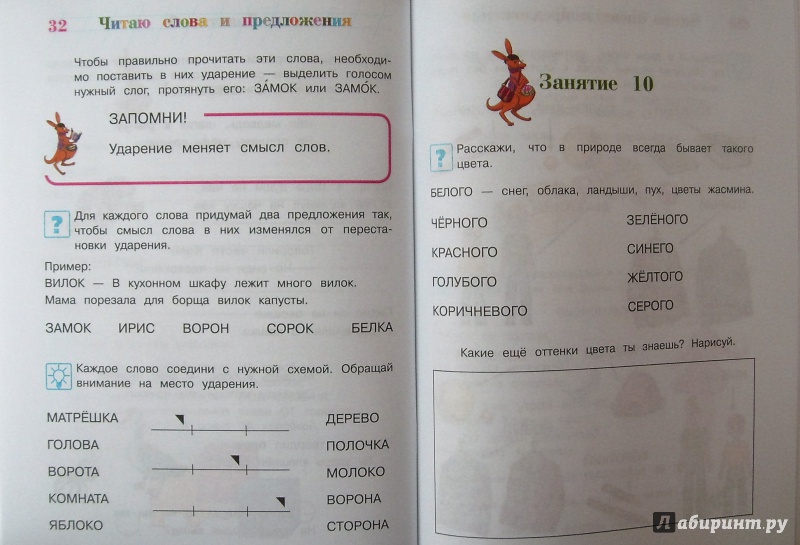 32 Читаю слова и предложения
Чтобы правильно прочитать эти слова, необходи-
мо поставить в них ударение — выделить голосом
нужный слог, протянуть его: ЗА́МОК или ЗАМО́К.
ЗАПОМНИ!
Ударение меняет смысл слов.
? Для каждого слова придумай два предложения так,
чтобы смысл слова в них изменялся от переста-
новки ударения.
Пример:
ВИЛОК — В кухонном шкафу лежит много вилок.
Мама порезала для борща вилок капусты.
ЗАМОК ИРИС ВОРОН СОРОК БЕЛКА
Каждое слово соедини с нужной схемой. Обращай
внимание на место ударения.
МАТРЁШКА ДЕРЕВО
ГОЛОВА ПОЛОЧКА
ВОРОТА МОЛОКО
КОМНАТА ВОРОНА
ЯБЛОКО СТОРОНА
Занятие 10
? Расскажи, что в природе всегда бывает такого
цвета.
БЕЛОГО — снег, облака, ландыши, пух, цветы жасмина.
ЧЁРНОГО ЗЕЛЁНОГО
КРАСНОГО СИНЕГО
ГОЛУБОГО ЖЁЛТОГО
КОРИЧНЕВОГО СЕРОГО
Какие ещё оттенки цвета ты знаешь? Нарисуй.
Лабиринт.ру